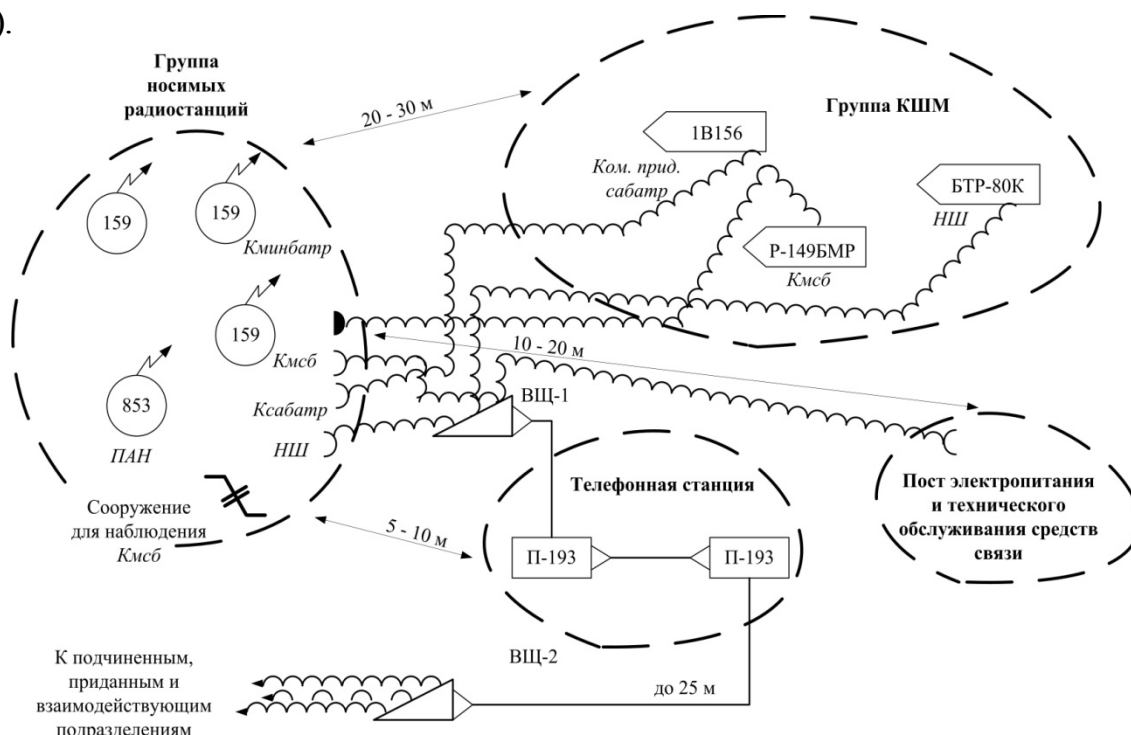 ).
Группа
носимых
радиостанций
20 - 30 м
Группа КШМ
1В156
Ком. прид.
сабатр
БТР-80К
НШ
Р-149БМР
Кмсб
159
159
Кминбатр
159
Кмсб
Ксабатр
НШ
853
ПАН
Сооружение
для наблюдения
Кмсб
10 - 20 м
ВЩ-1
5 - 10 м
Телефонная станция
П-193
П-193
Пост электропитания
и технического
обслуживания средств
связи
ВЩ-2
до 25 м
К подчиненным,
приданным и
взаимодействующим
подразделениям